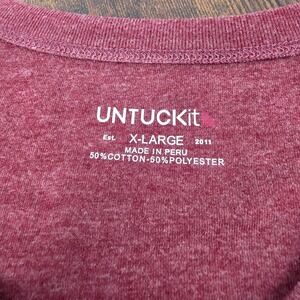 UNTUCKit
Est. X-LARGE 2011
MADE IN PERU
50%COTTON-50%POLYESTER